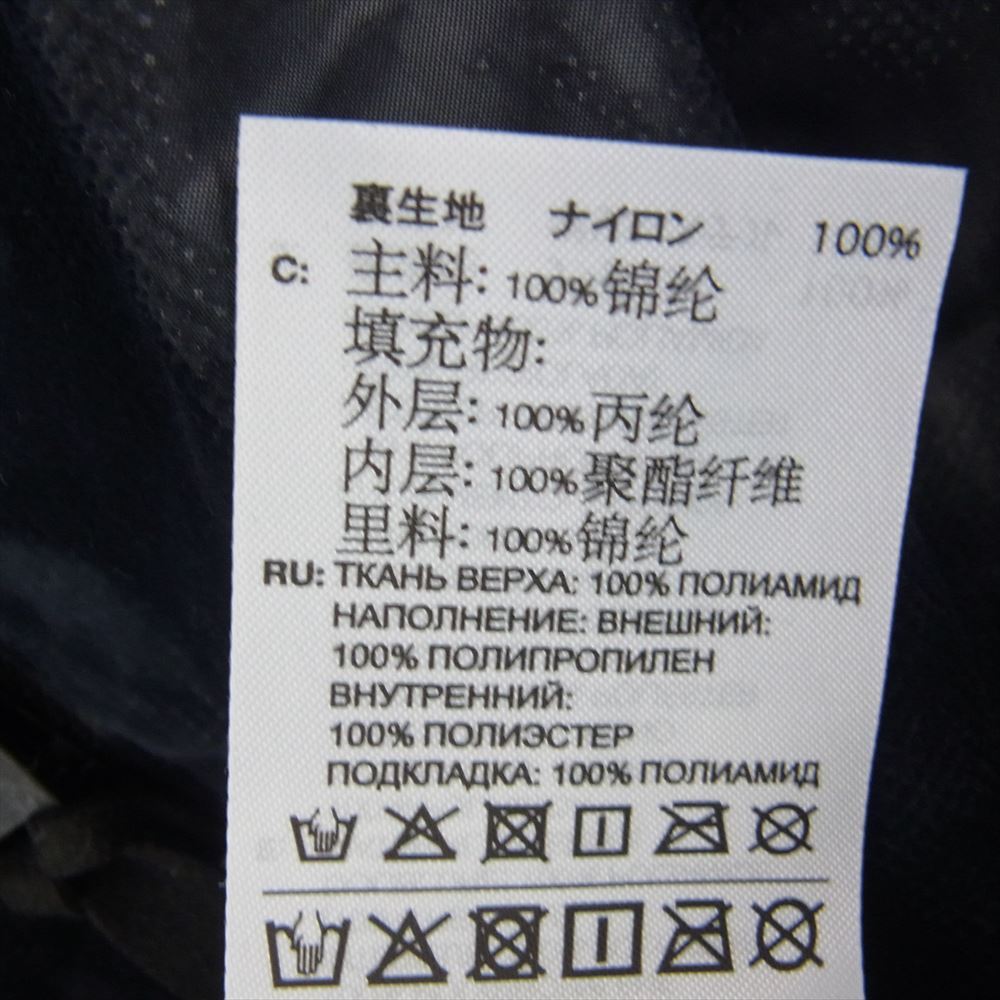 裏生地 ナイロン 100%
C: 主料: 100%锦纶
填充物:
外层: 100%丙纶
内层: 100%聚酯纤维
里料: 100%锦纶
RU: ТКАНЬ ВЕРХА: 100% ПОЛИАМИД
НАПОЛНЕНИЕ: ВНЕШНИЙ:
100% ПОЛИПРОПИЛЕН
ВНУТРЕННИЙ:
100% ПОЛИЭСТЕР
ПОДКЛАДКА: 100% ПОЛИАМИД